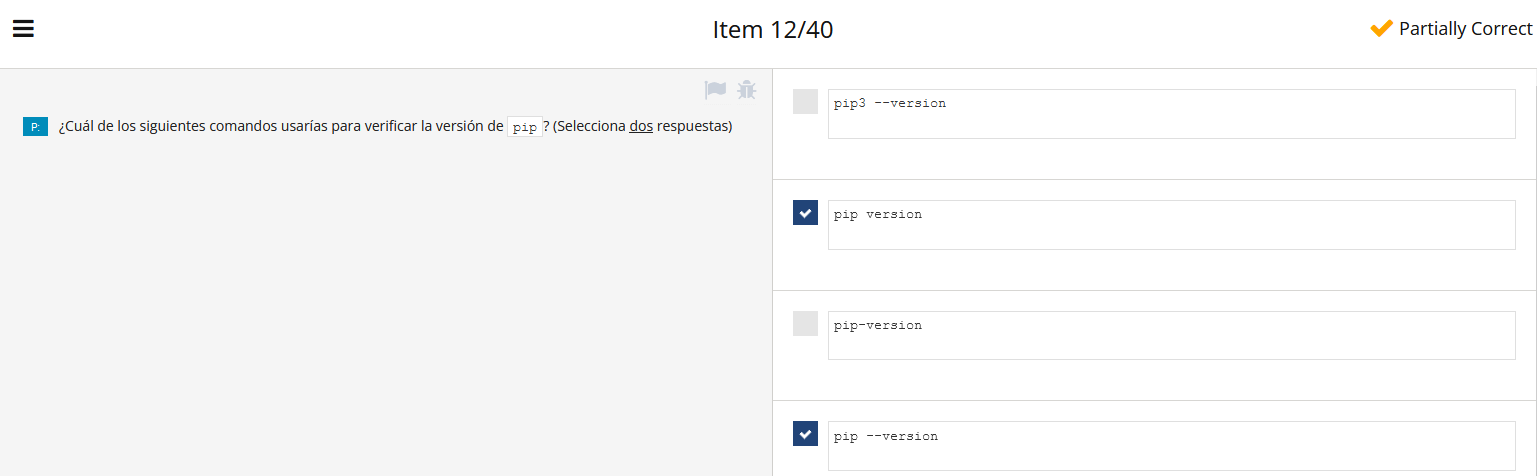 Item 12/40
Partially Correct
P: ¿Cuál de los siguientes comandos usarías para verificar la versión de pip? (Selecciona dos respuestas)
pip3 --version
pip version
pip-version
pip --version